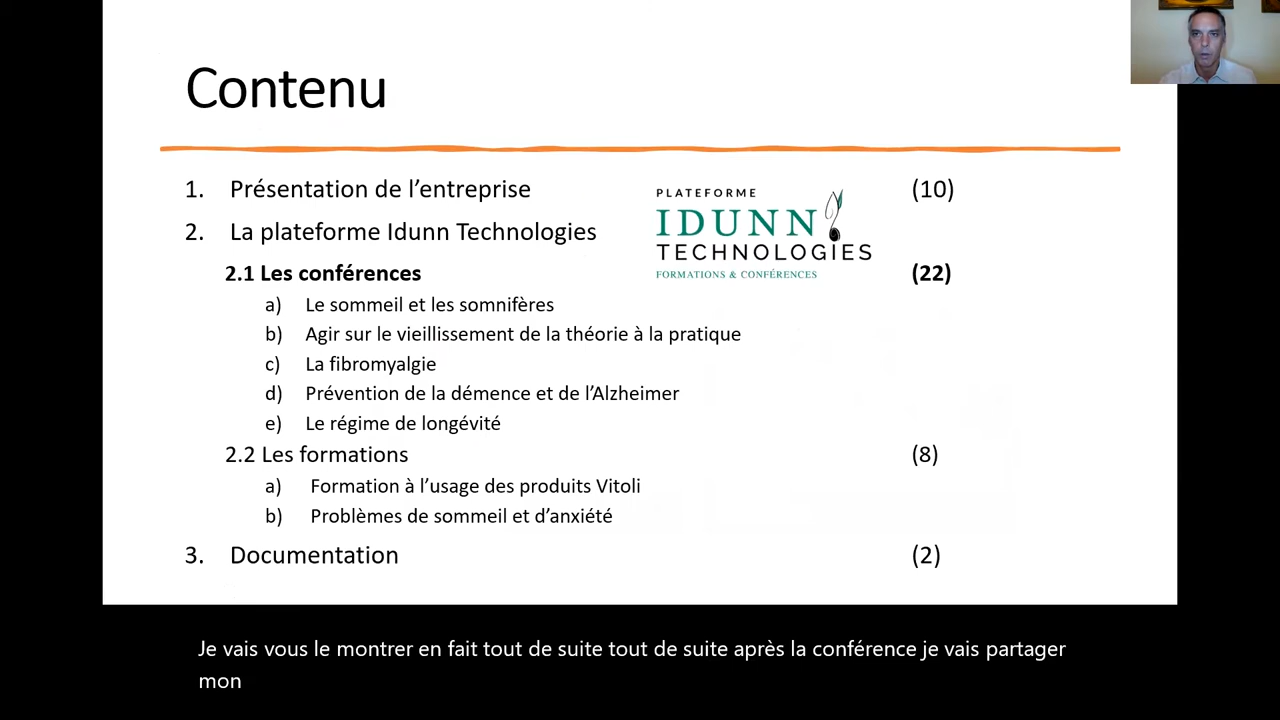 Contenu
1. Présentation de l’entreprise (10)
2. La plateforme Idunn Technologies
PLATEFORME
IDUNN
TECHNOLOGIES
FORMATIONS & CONFÉRENCES
2.1 Les conférences (22)
a) Le sommeil et les somnifères
b) Agir sur le vieillissement de la théorie à la pratique
c) La fibromyalgie
d) Prévention de la démence et de l’Alzheimer
e) Le régime de longévité
2.2 Les formations (8)
a) Formation à l’usage des produits Vitoli
b) Problèmes de sommeil et d’anxiété
3. Documentation (2)
Je vais vous le montrer en fait tout de suite tout de suite après la conférence je vais partager
mon